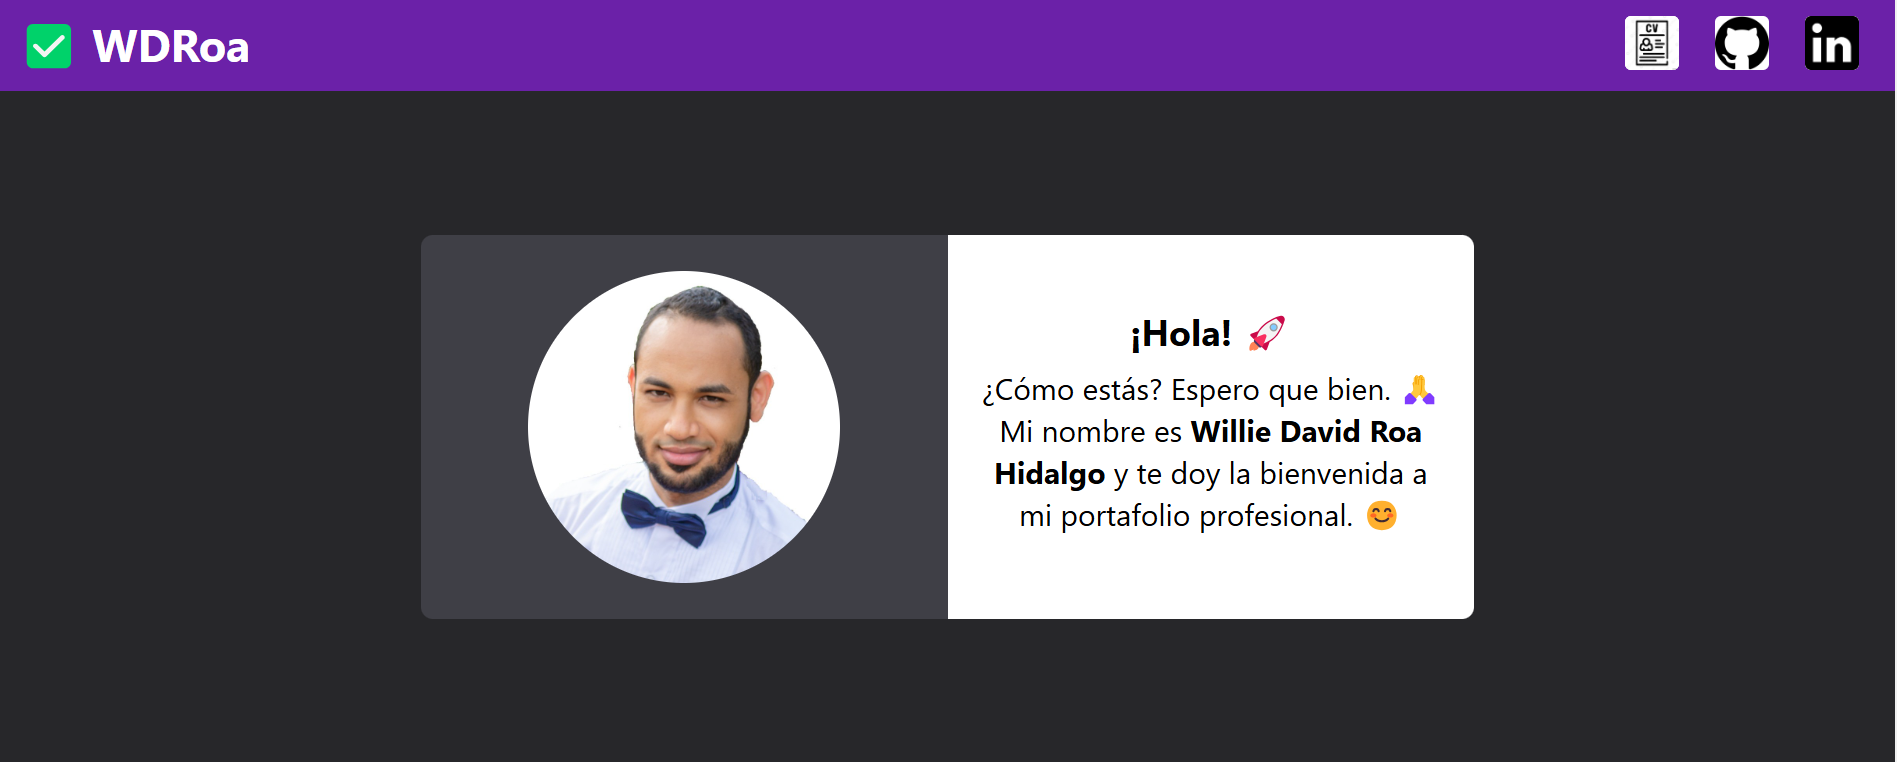 WDRoa
CV
in
¡Hola! 🚀
¿Cómo estás? Espero que bien. 🙏
Mi nombre es Willie David Roa
Hidalgo y te doy la bienvenida a
mi portafolio profesional. 😊